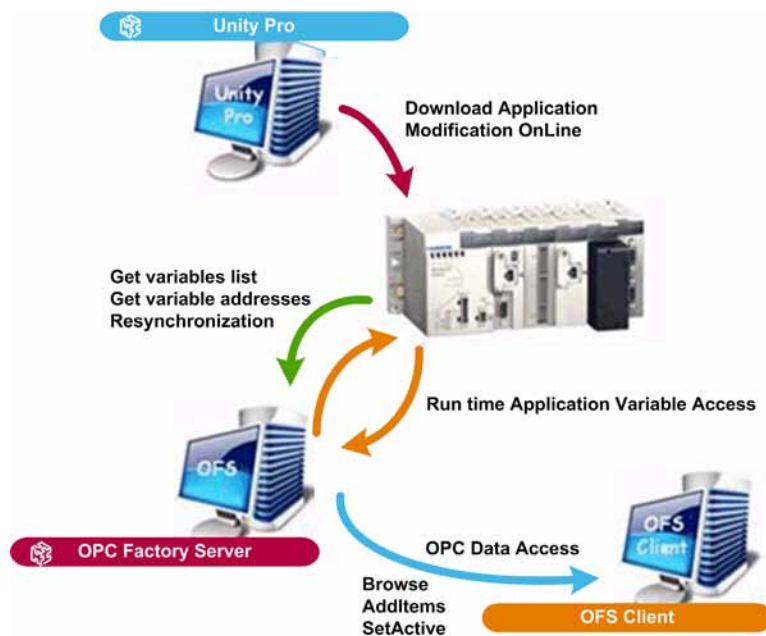 Unity Pro
Unity
Pro
Download Application
Modification OnLine
Get variables list
Get variable addresses
Resynchronization
Run time Application Variable Access
OFS
OPC Factory Server
OPC Data Access
OFS
Client
Browse
AddItems
SetActive
OFS Client